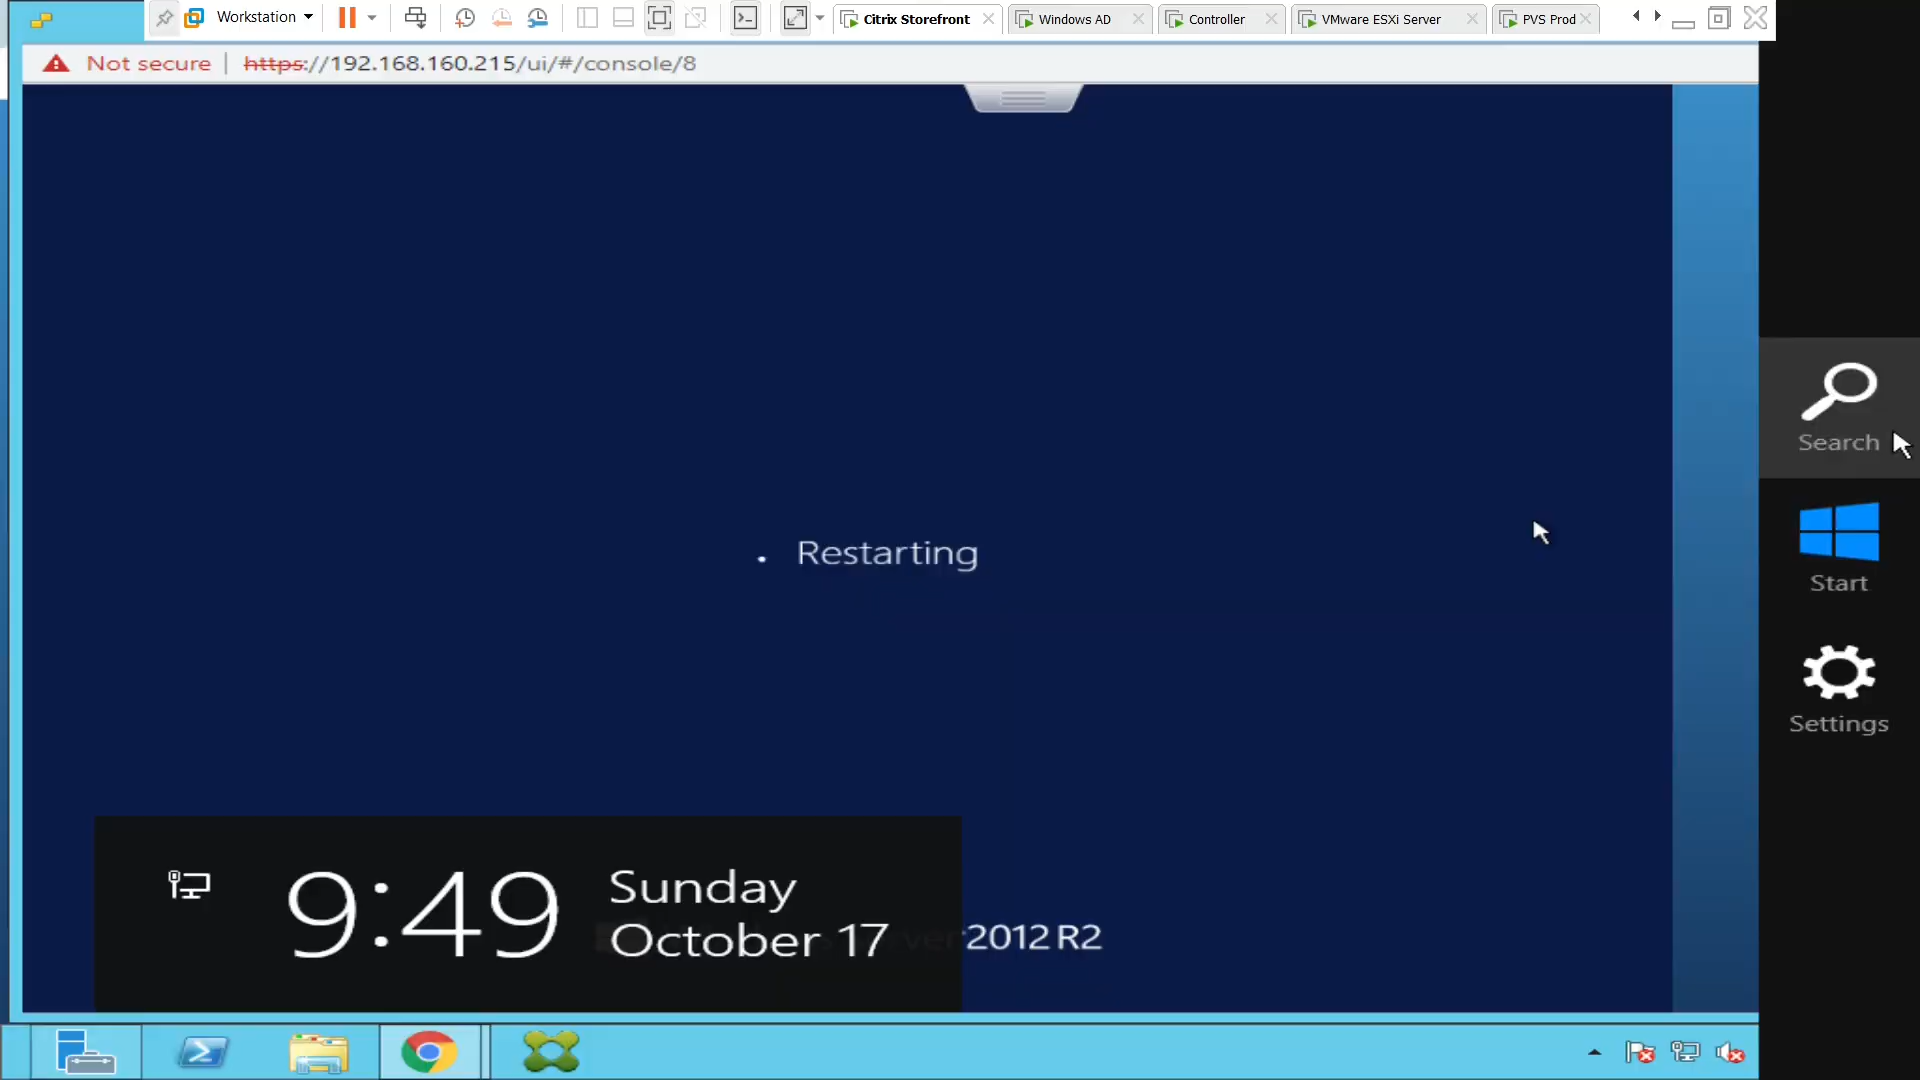 Workstation
Citrix Storefront
Windows AD
Controller
VMware ESXi Server
PVS Prod
Not secure
https://192.168.160.215/ui/#/console/8
Restarting
Search
Start
Settings
9:49
Sunday
October 17
2012 R2